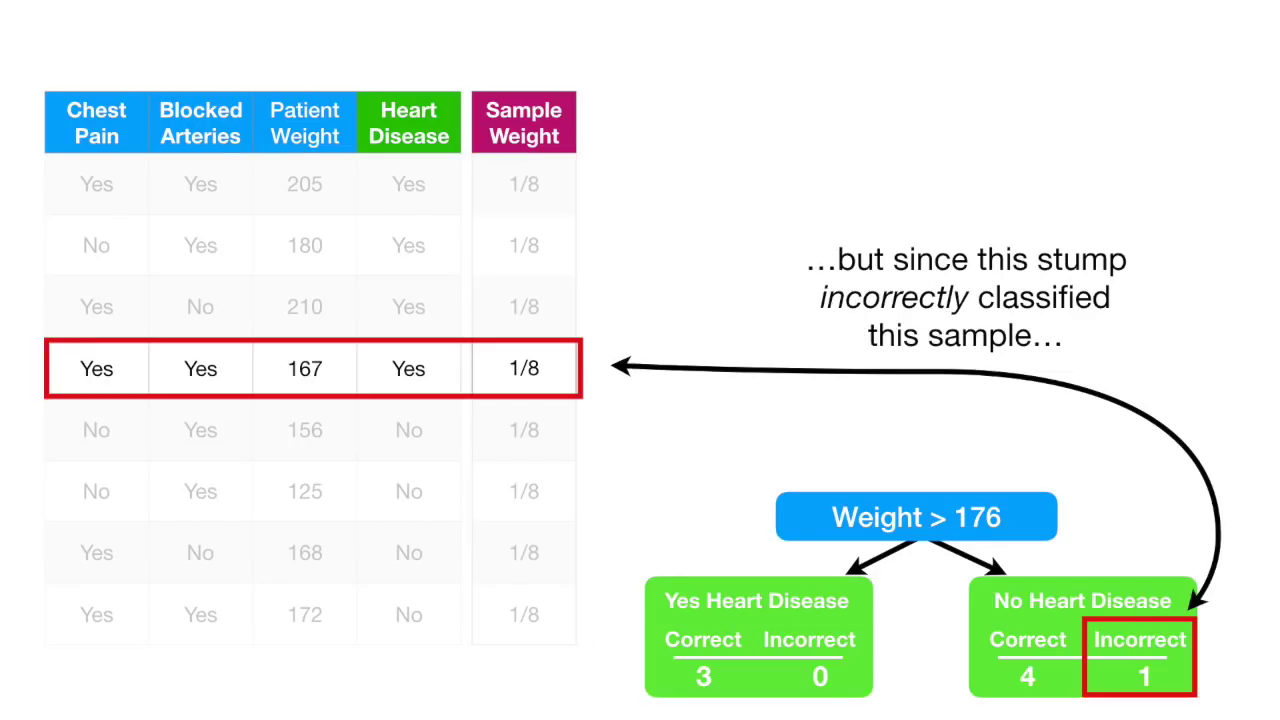 Chest Pain Blocked Arteries Patient Weight Heart Disease Sample Weight
Yes Yes 205 Yes 1/8
No Yes 180 Yes 1/8
Yes No 210 Yes 1/8
Yes Yes 167 Yes 1/8
No Yes 156 No 1/8
No Yes 125 No 1/8
Yes No 168 No 1/8
Yes Yes 172 No 1/8
…but since this stump
incorrectly classified
this sample…
Weight > 176
Yes Heart Disease
Correct Incorrect
3 0
No Heart Disease
Correct Incorrect
4 1